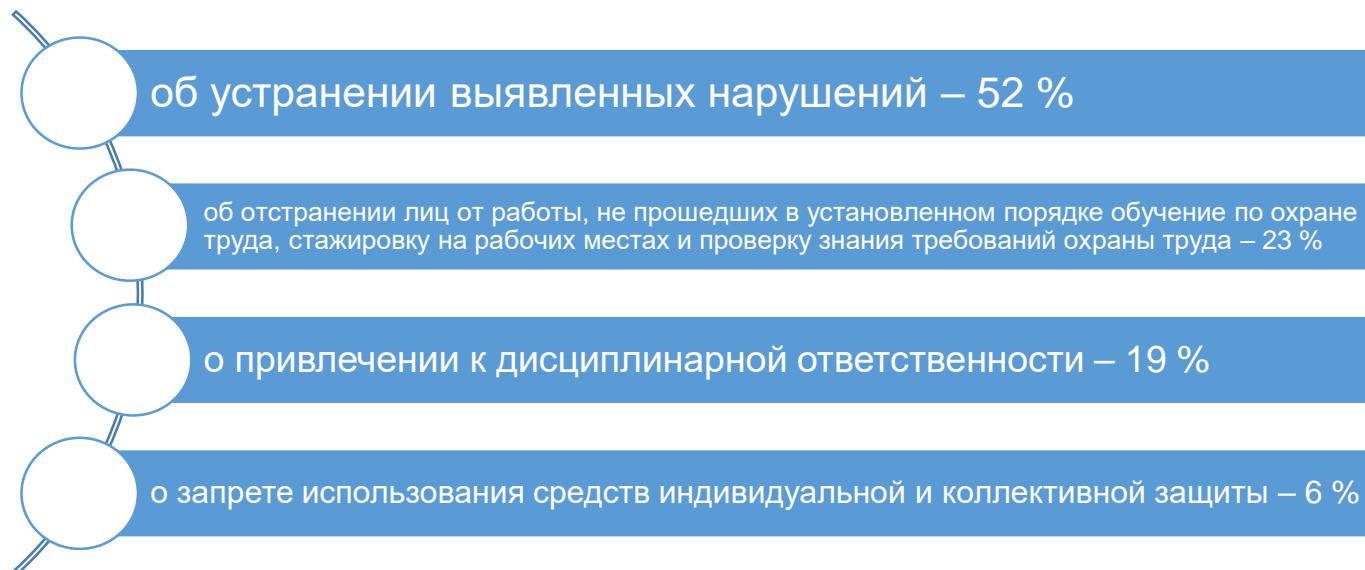 об устранении выявленных нарушений – 52 %
об отстранении лиц от работы, не прошедших в установленном порядке обучение по охране
труда, стажировку на рабочих местах и проверку знания требований охраны труда – 23 %
о привлечении к дисциплинарной ответственности – 19 %
о запрете использования средств индивидуальной и коллективной защиты – 6 %